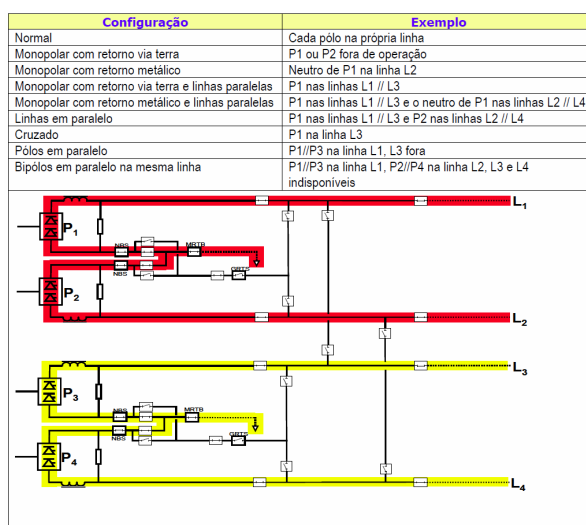 Configuração Exemplo
Normal Cada pólo na própria linha
Monopolar com retorno via terra P1 ou P2 fora de operação
Monopolar com retorno metálico Neutro de P1 na linha L2
Monopolar com retorno via terra e linhas paralelas P1 nas linhas L1 // L3
Monopolar com retorno metálico e linhas paralelas P1 nas linhas L1 // L3 e o neutro de P1 nas linhas L2 // L4
Linhas em paralelo P1 nas linhas L1 // L3 e P2 nas linhas L2 // L4
Cruzado P1 na linha L3
Pólos em paralelo P1//P3 na linha L1, L3 fora
Bipólos em paralelo na mesma linha P1//P3 na linha L1, P2//P4 na linha L2, L3 e L4
indisponíveis
L1
P1
NBS MRTB
NBS GRTS
P2
L2
L3
P3
NBS MRTB
NBS GRTS
P4
L4